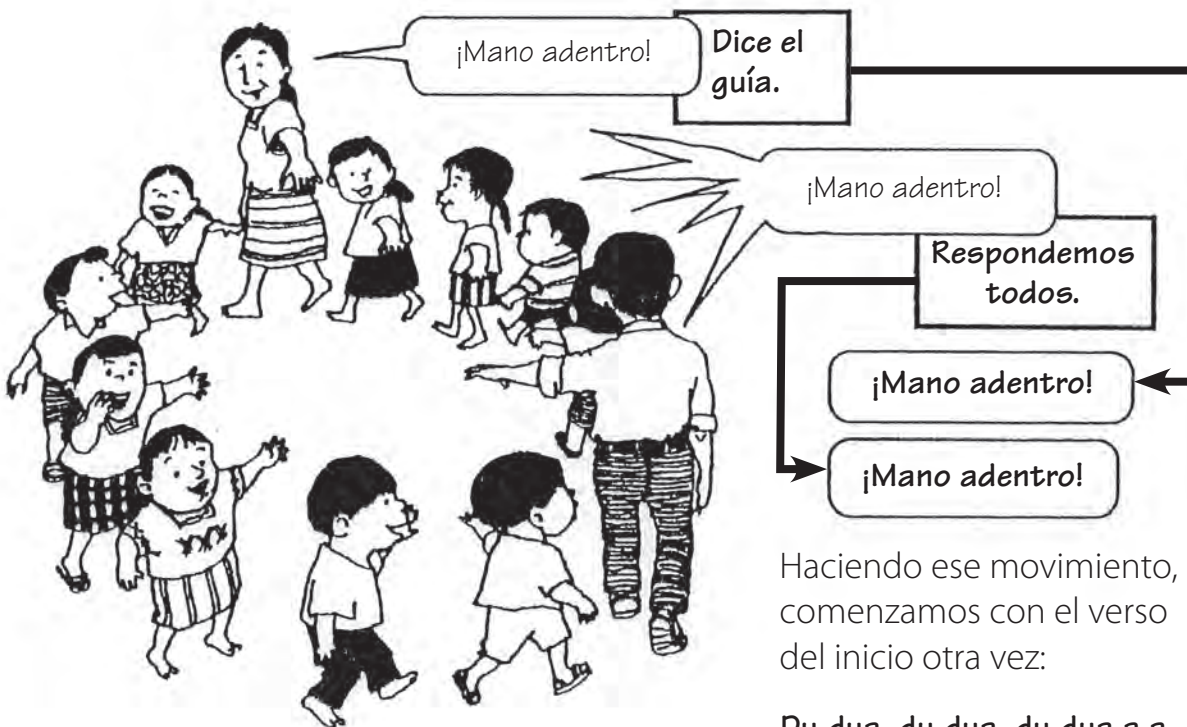 ¡Mano adentro!
Dice el
guía.
¡Mano adentro!
Respondemos
todos.
¡Mano adentro!
¡Mano adentro!
Haciendo ese movimiento,
comenzamos con el verso
del inicio otra vez: